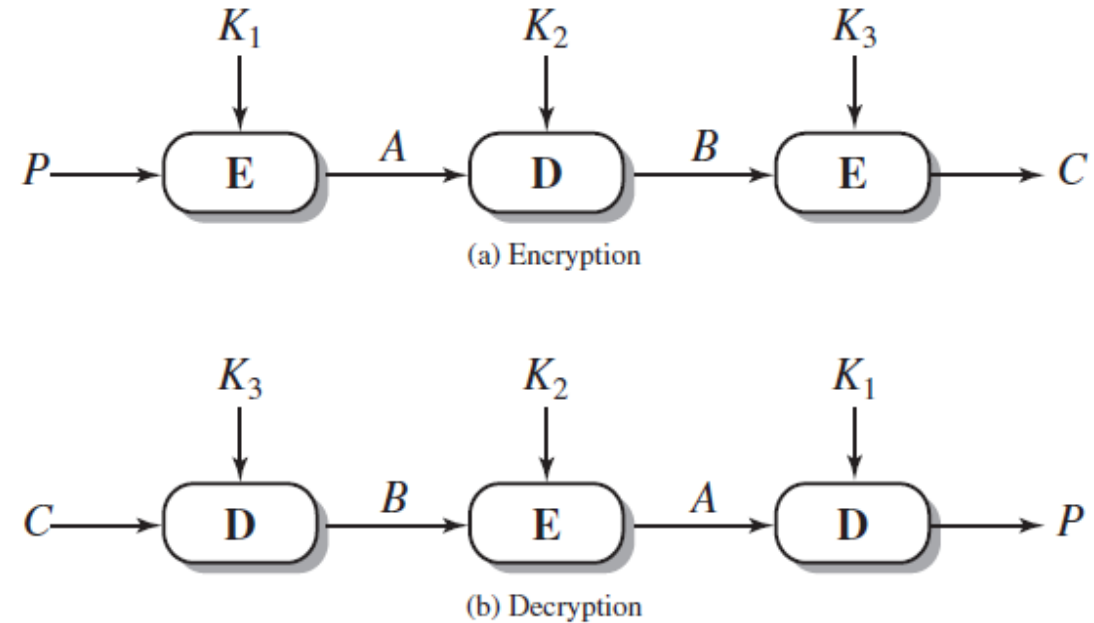 K₁ K₂ K₃
P E A D B E C
(a) Encryption
K₃ K₂ K₁
C D B E A D P
(b) Decryption